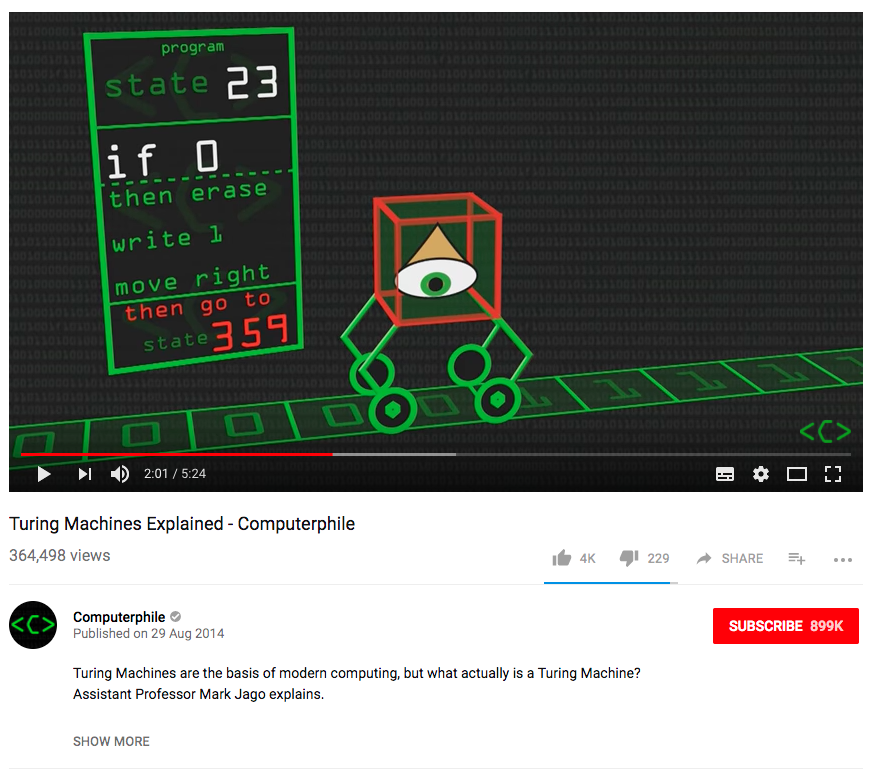 program
state 23
if 0
then erase
write 1
move right
then go to
state 359
0 0 0 0 0 1 1 1 1
<C>
2:01 / 5:24
Turing Machines Explained - Computerphile
364,498 views
4K 229 SHARE
<C>
Computerphile
Published on 29 Aug 2014
SUBSCRIBE 899K
Turing Machines are the basis of modern computing, but what actually is a Turing Machine?
Assistant Professor Mark Jago explains.
SHOW MORE